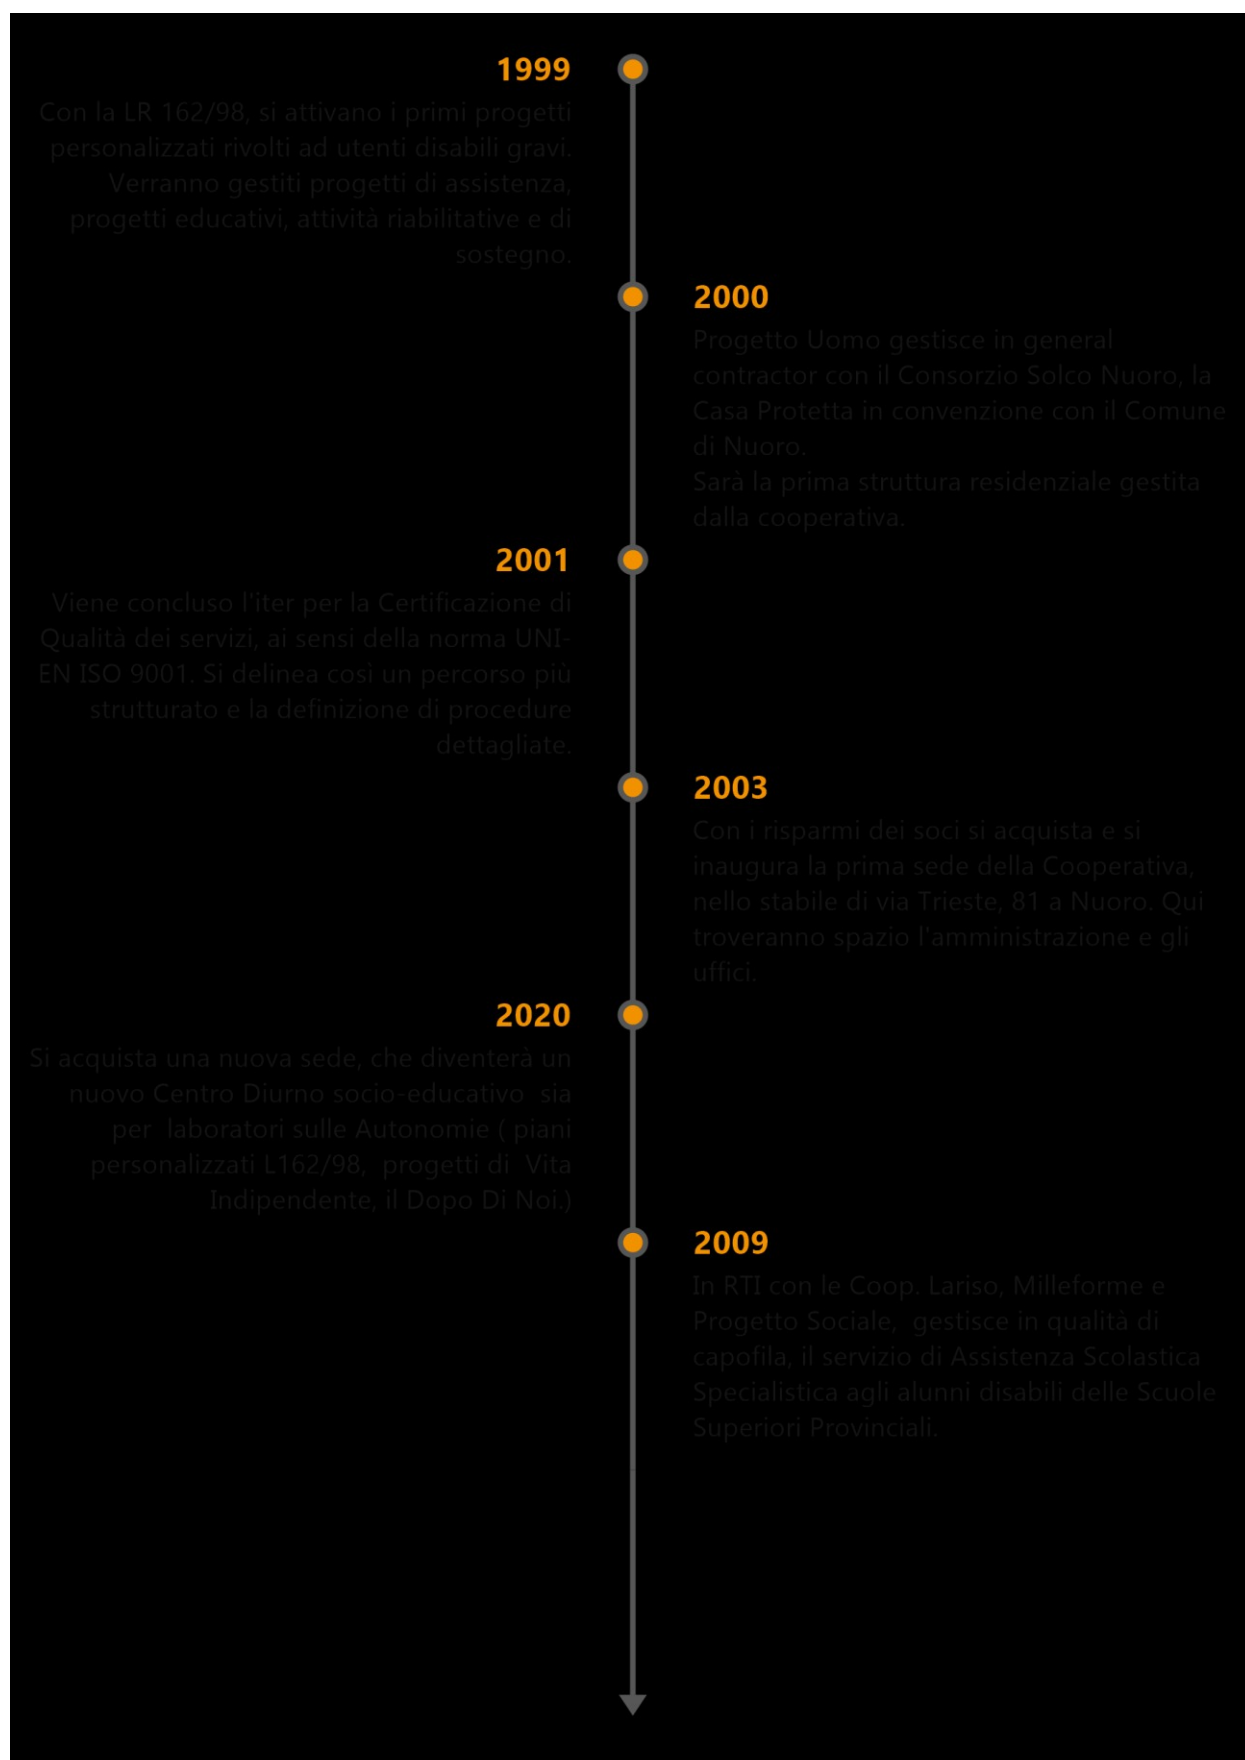 1999
Con la LR 162/98, si attivano i primi progetti
personalizzati rivolti ad utenti disabili gravi.
Verranno gestiti progetti di assistenza,
progetti educativi, attività riabilitative e di
sostegno.
2000
Progetto Uomo gestisce in general
contractor con il Consorzio Solco Nuoro, la
Casa Protetta in convenzione con il Comune
di Nuoro.
Sarà la prima struttura residenziale gestita
dalla cooperativa.
2001
Viene concluso l'iter per la Certificazione di
Qualità dei servizi, ai sensi della norma UNI-
EN ISO 9001. Si delinea così un percorso più
strutturato e la definizione di procedure
dettagliate.
2003
Con i risparmi dei soci si acquista e si
inaugura la prima sede della Cooperativa,
nello stabile di via Trieste, 81 a Nuoro. Qui
troveranno spazio l'amministrazione e gli
uffici.
2020
Si acquista una nuova sede, che diventerà un
nuovo Centro Diurno socio-educativo  sia
per  laboratori sulle Autonomie ( piani
personalizzati L162/98,  progetti di  Vita
Indipendente, il Dopo Di Noi.)
2009
In RTI con le Coop. Lariso, Milleforme e
Progetto Sociale,  gestisce in qualità di
capofila, il servizio di Assistenza Scolastica
Specialistica agli alunni disabili delle Scuole
Superiori Provinciali.